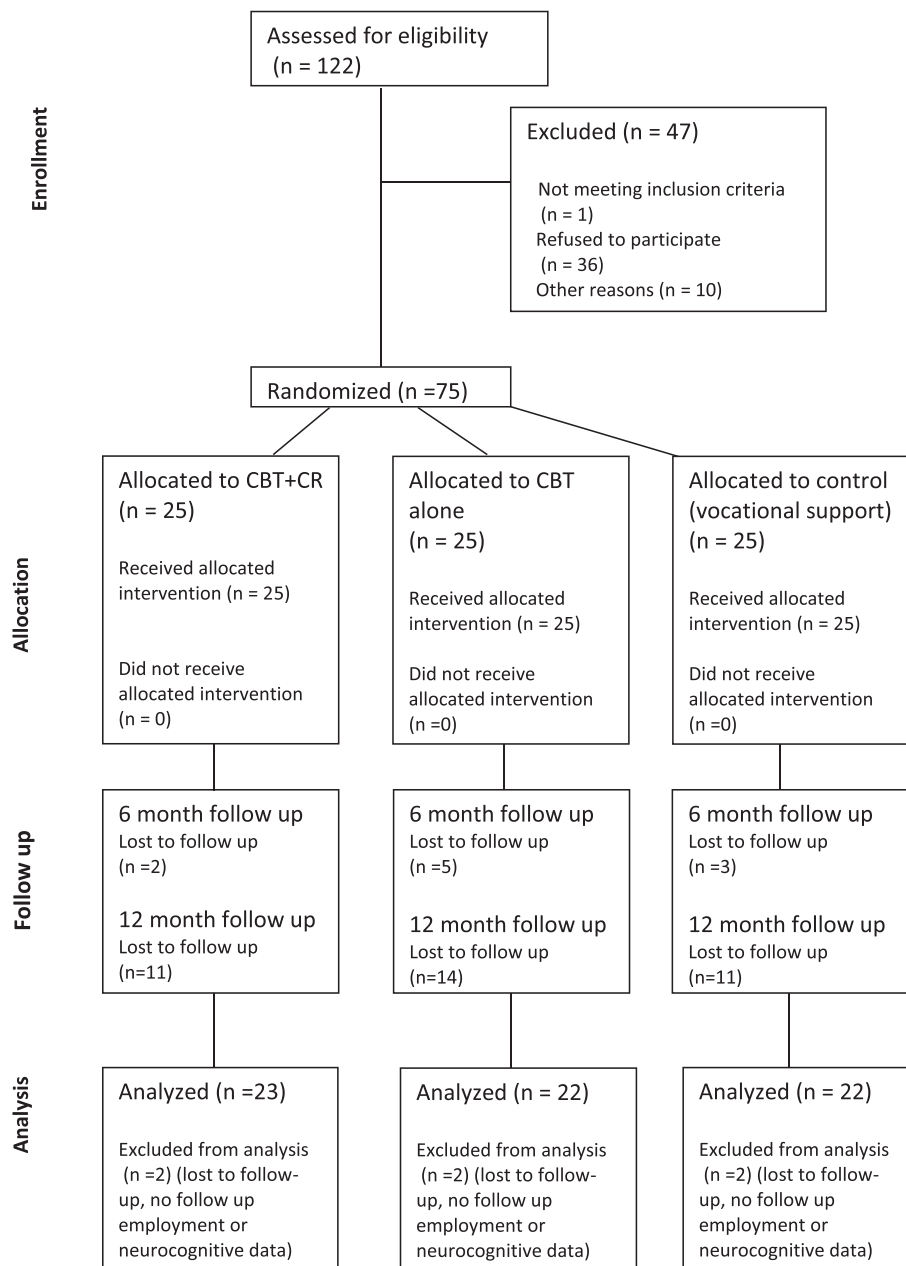 Assessed for eligibility
(n = 122)
Enrollment
Excluded (n = 47)
Not meeting inclusion criteria
(n = 1)
Refused to participate
(n = 36)
Other reasons (n = 10)
Randomized (n =75)
Allocation
Allocated to CBT+CR
(n = 25)
Received allocated
intervention (n = 25)
Did not receive
allocated intervention
(n = 0)
Allocated to CBT
alone
(n = 25)
Received allocated
intervention (n = 25)
Did not receive
allocated intervention
(n =0)
Allocated to control
(vocational support)
(n = 25)
Received allocated
intervention (n = 25)
Did not receive
allocated intervention
(n =0)
Follow up
6 month follow up
Lost to follow up
(n =2)
12 month follow up
Lost to follow up
(n=11)
6 month follow up
Lost to follow up
(n =5)
12 month follow up
Lost to follow up
(n=14)
6 month follow up
Lost to follow up
(n =3)
12 month follow up
Lost to follow up
(n=11)
Analysis
Analyzed (n =23)
Excluded from analysis
(n =2) (lost to follow-
up, no follow up
employment or
neurocognitive data)
Analyzed (n = 22)
Excluded from analysis
(n =2) (lost to follow-
up, no follow up
employment or
neurocognitive data)
Analyzed (n = 22)
Excluded from analysis
(n =2) (lost to follow-
up, no follow up
employment or
neurocognitive data)